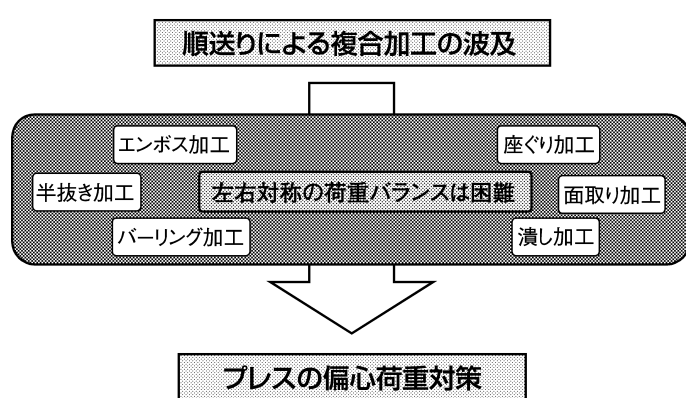 順送りによる複合加工の波及
エンボス加工
座ぐり加工
半抜き加工
左右対称の荷重バランスは困難
面取り加工
バーリング加工
潰し加工
プレスの偏心荷重対策